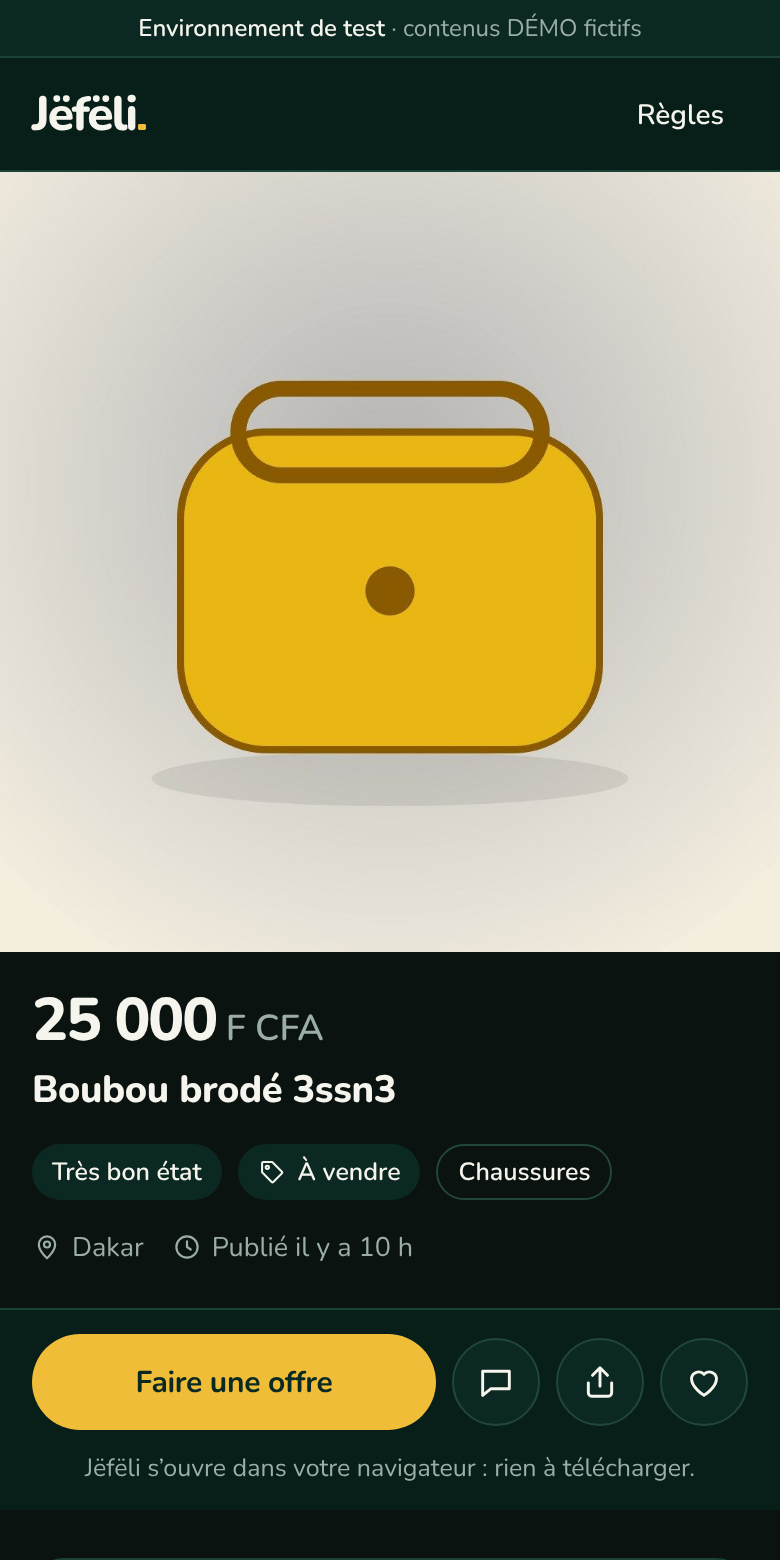 Environnement de test · contenus DÉMO fictifs
Jëfëli.
Règles
25 000 F CFA
Boubou brodé 3ssn3
Très bon état
À vendre
Chaussures
Dakar
Publié il y a 10 h
Faire une offre
Jëfëli s’ouvre dans votre navigateur : rien à télécharger.